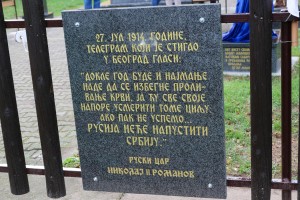 27. ЈУЛ 1914. ГОДИНЕ,
ТЕЛЕГРАМ КОЈИ ЈЕ СТИГАО
У БЕОГРАД ГЛАСИ:
"ДОКЛЕ ГОД БУДЕ И НАЈМАЊЕ
НАДЕ ДА СЕ ИЗБЕГНЕ ПРОЛИ-
ВАЊЕ КРВИ, ЈА ЋУ СВЕ СВОЈЕ
НАПОРЕ УСМЕРИТИ ТОМЕ ЦИЉУ.
АКО ПАК НЕ УСПЕМО...
РУСИЈА НЕЋЕ НАПУСТИТИ
СРБИЈУ."
РУСКИ ЦАР
НИКОЛАЈ II РОМАНОВ